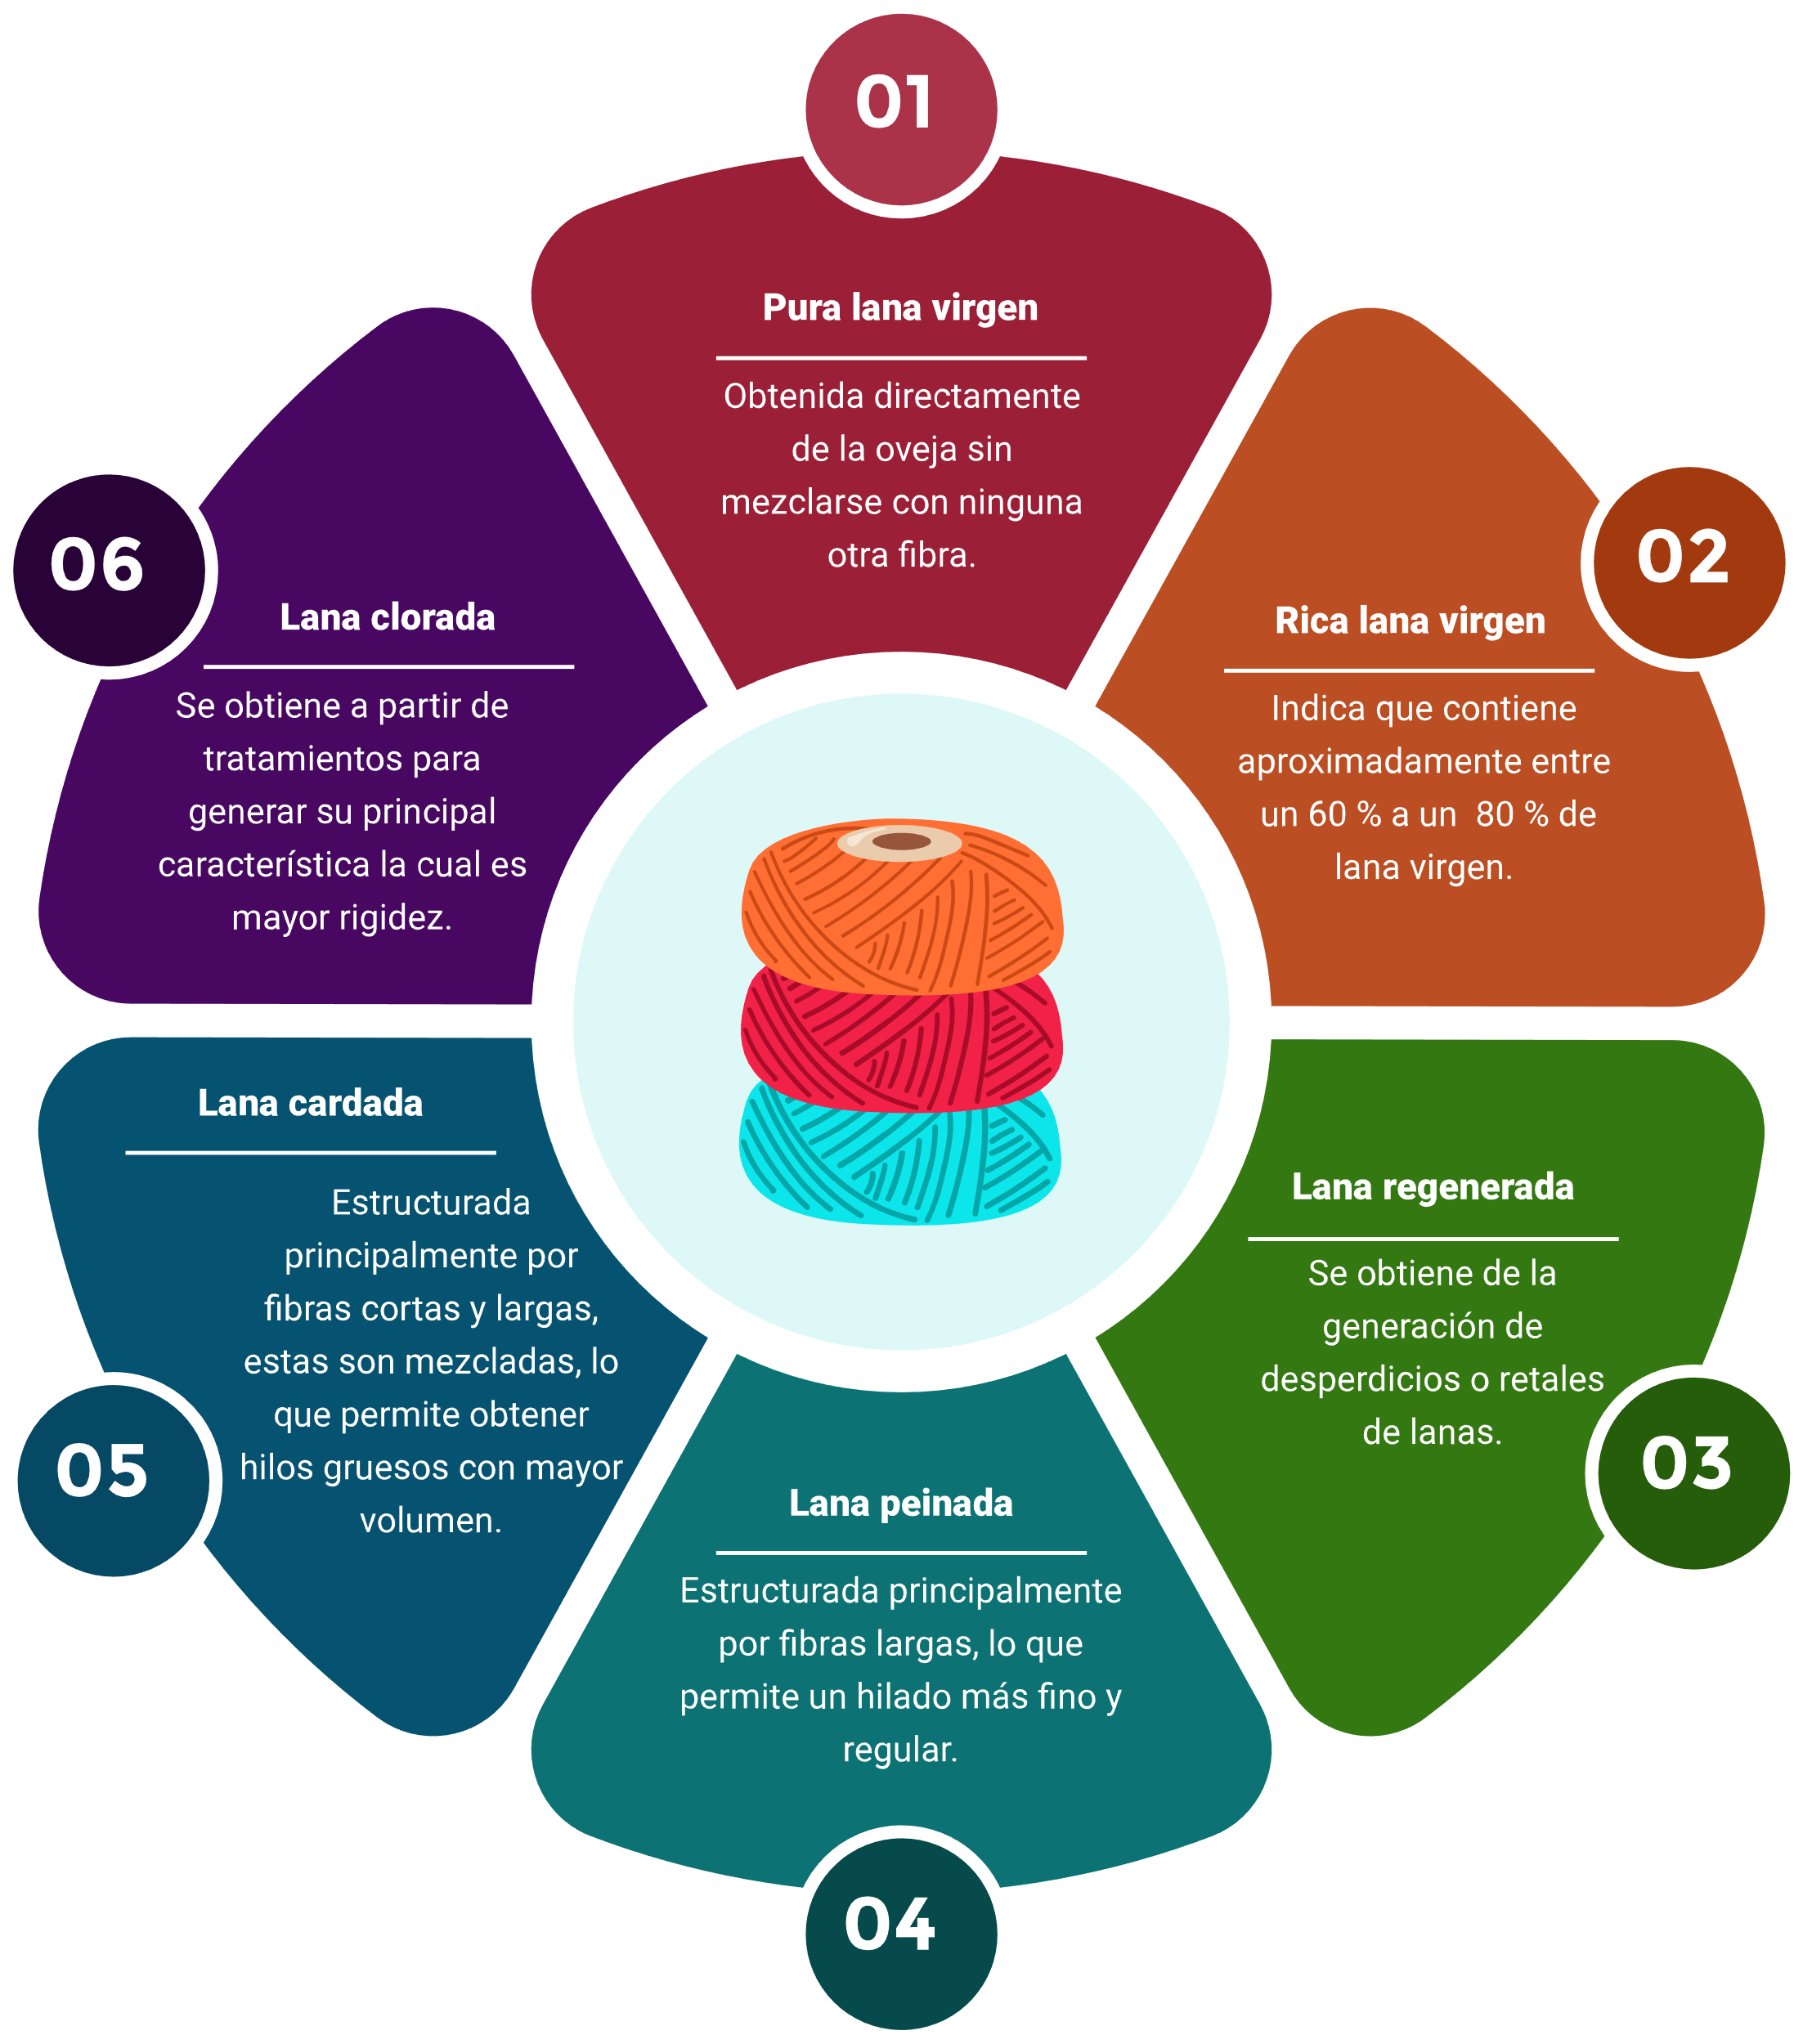 01
Pura lana virgen
Obtenida directamente
de la oveja sin
mezclarse con ninguna
otra fibra.
02
Rica lana virgen
Indica que contiene
aproximadamente entre
un 60 % a un  80 % de
lana virgen.
03
Lana regenerada
Se obtiene de la
generación de
desperdicios o retales
de lanas.
04
Lana peinada
Estructurada principalmente
por fibras largas, lo que
permite un hilado más fino y
regular.
05
Lana cardada
Estructurada
principalmente por
fibras cortas y largas,
estas son mezcladas, lo
que permite obtener
hilos gruesos con mayor
volumen.
06
Lana clorada
Se obtiene a partir de
tratamientos para
generar su principal
característica la cual es
mayor rigidez.